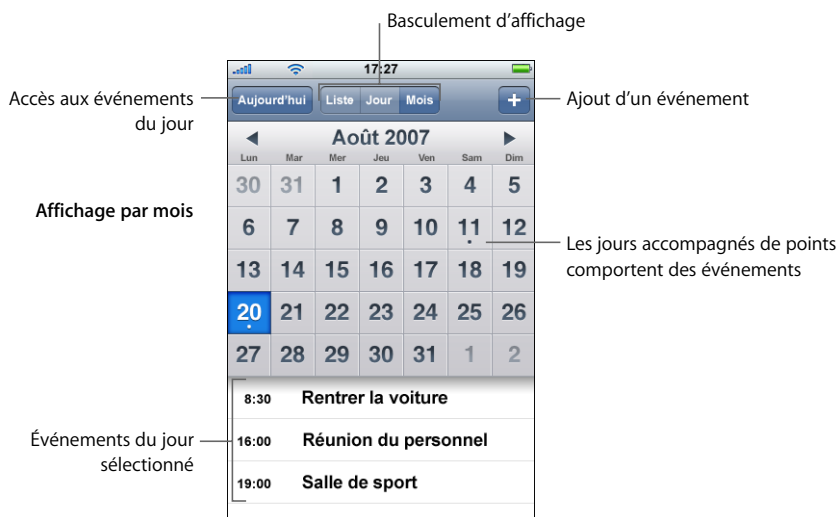 Basculement d'affichage
17:27
Accès aux événements
du jour
Aujourd'hui
Liste
Jour
Mois
+
Ajout d'un événement
Août 2007
Lun Mar Mer Jeu Ven Sam Dim
30 31 1 2 3 4 5
Affichage par mois
6 7 8 9 10 11 12
Les jours accompagnés de points
comportent des événements
13 14 15 16 17 18 19
20 21 22 23 24 25 26
27 28 29 30 31 1 2
8:30 Rentrer la voiture
Événements du jour
sélectionné
16:00 Réunion du personnel
19:00 Salle de sport